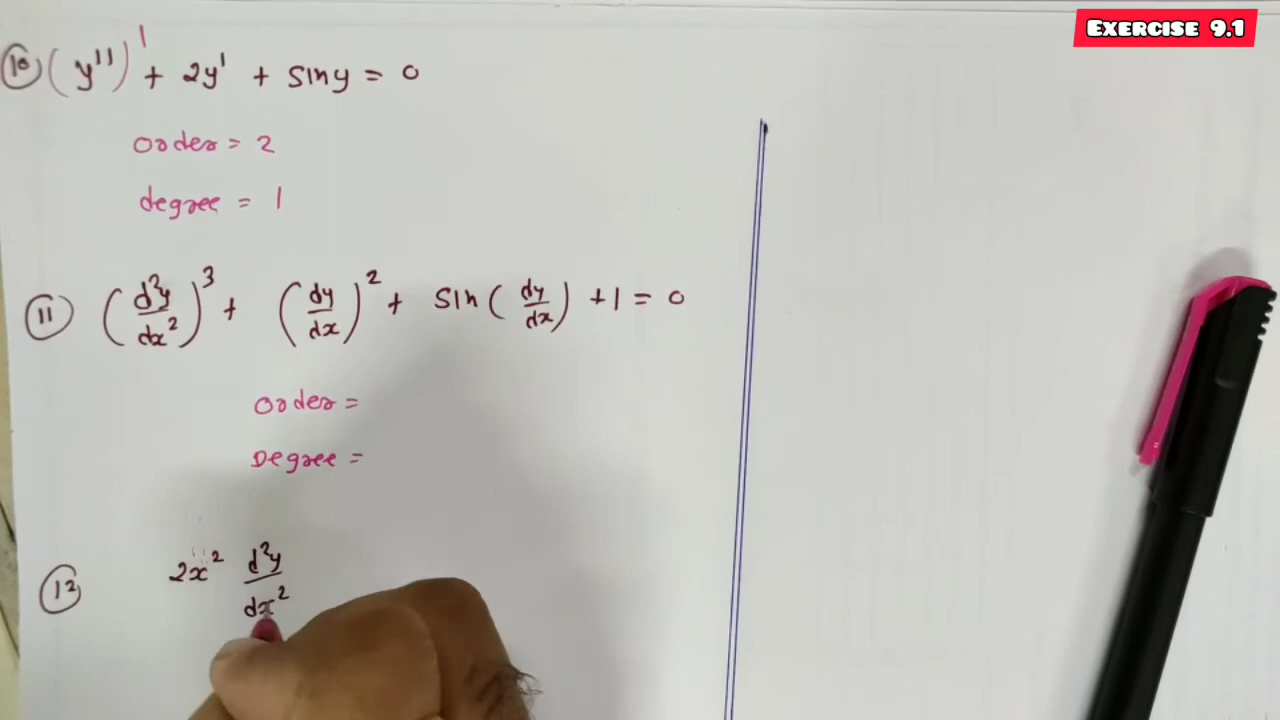 Exercise 9.1
10 (y'')¹ + 2y' + siny = 0
order = 2
degree = 1
11 (d²y/dx²)³ + (dy/dx)² + sin(dy/dx) + 1 = 0
order =
Degree =
12 2x² d²y/dx²